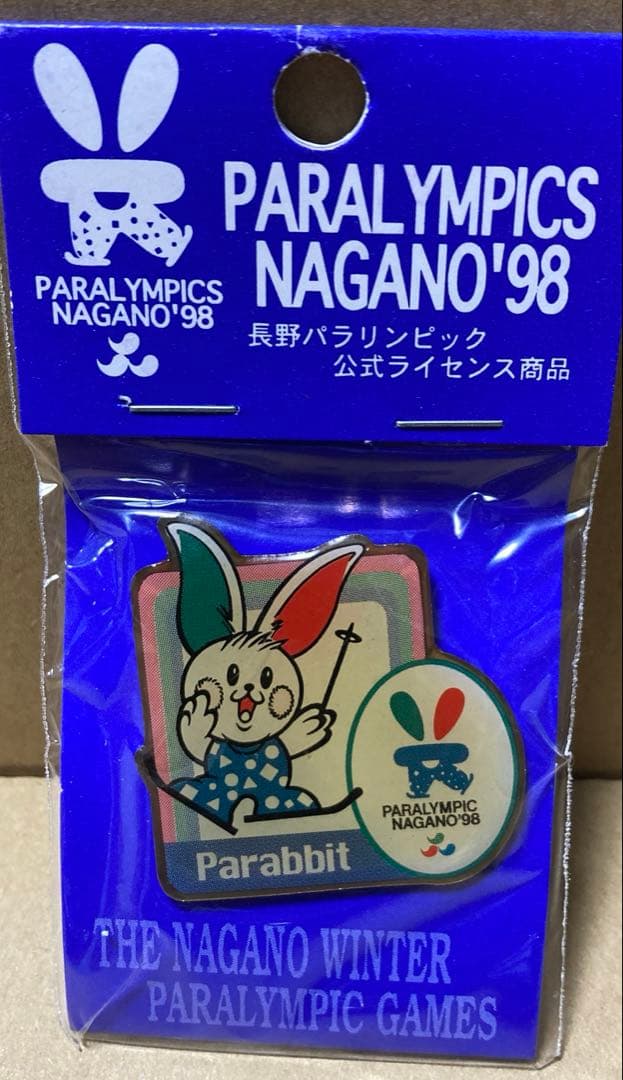 PARALYMPICS
NAGANO'98
PARALYMPICS
NAGANO'98
長野パラリンピック
公式ライセンス商品
Parabbit
PARALYMPIC
NAGANO'98
THE NAGANO WINTER
PARALYMPIC GAMES